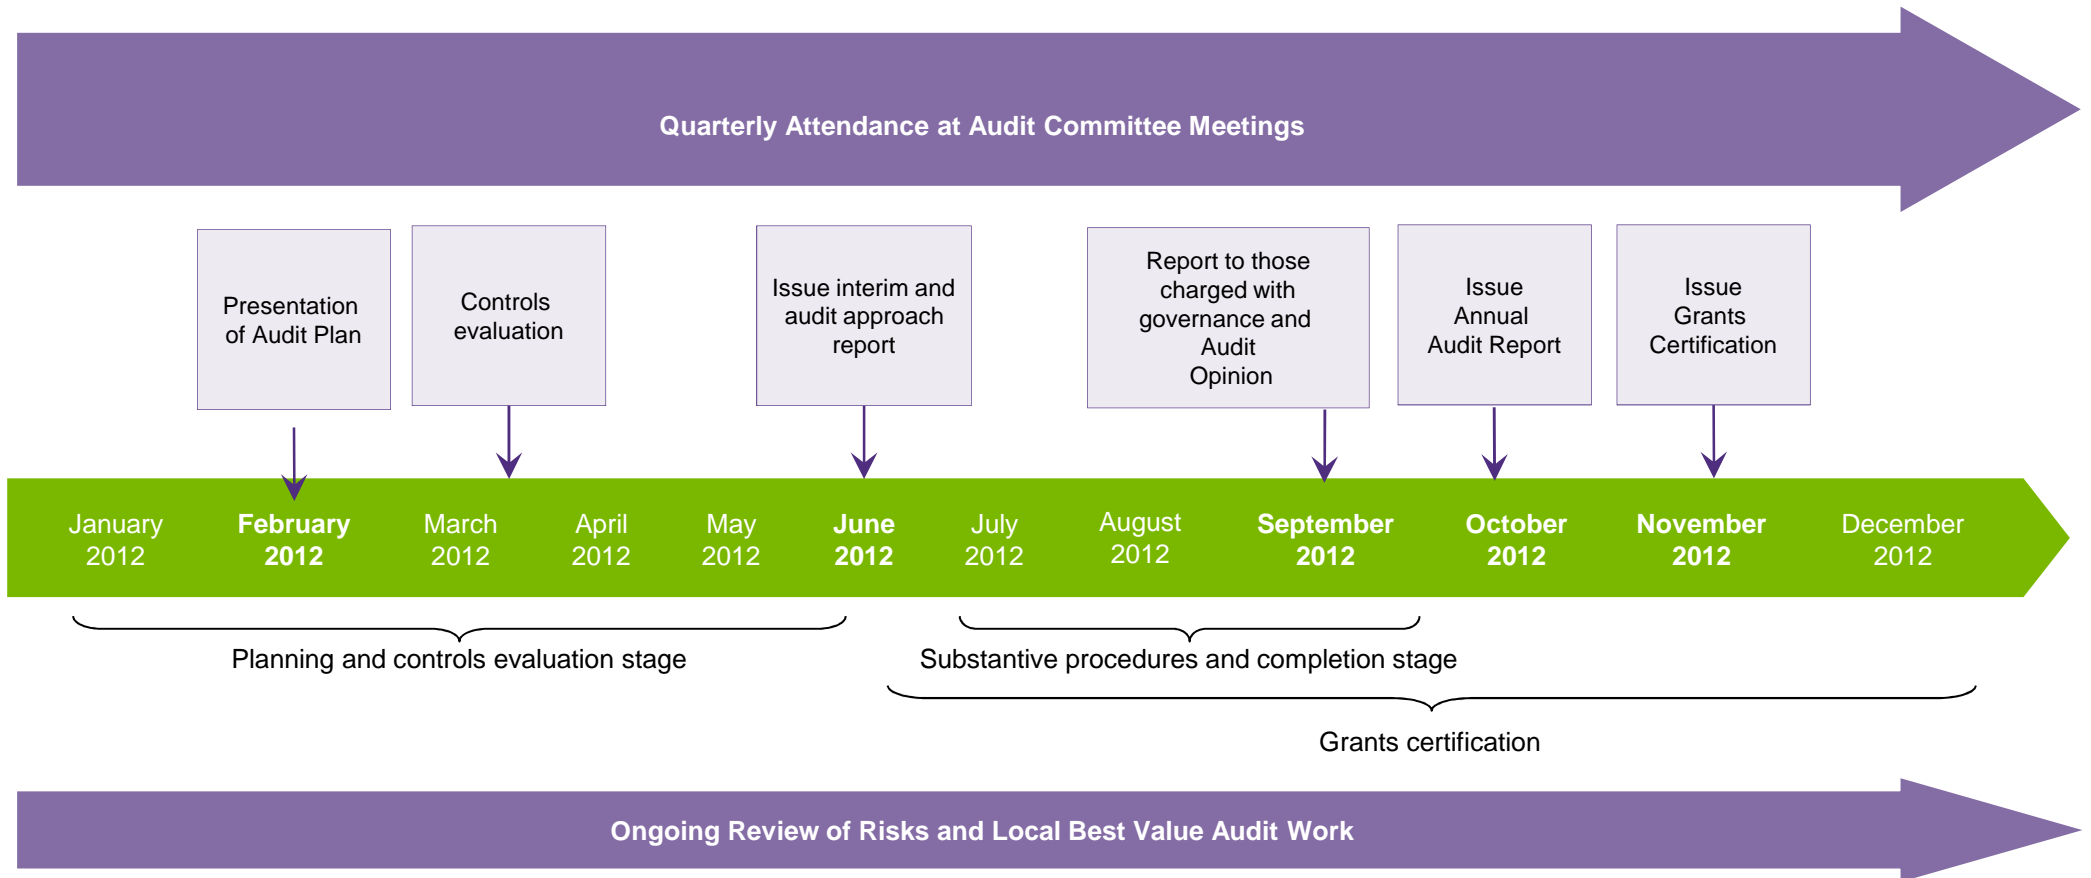 Quarterly Attendance at Audit Committee Meetings
Presentation
of Audit Plan
Controls
evaluation
Issue interim and
audit approach
report
Report to those
charged with
governance and
Audit
Opinion
Issue
Annual
Audit Report
Issue
Grants
Certification
January
2012
February
2012
March
2012
April
2012
May
2012
June
2012
July
2012
August
2012
September
2012
October
2012
November
2012
December
2012
Planning and controls evaluation stage
Substantive procedures and completion stage
Grants certification
Ongoing Review of Risks and Local Best Value Audit Work